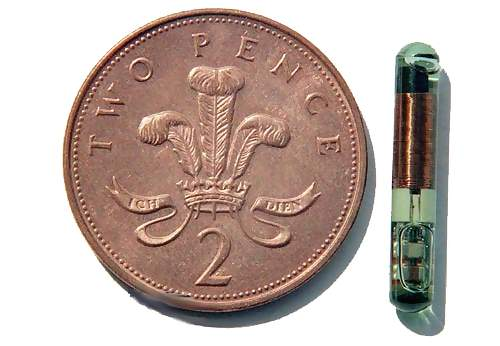 TWO PENCE
ICH DIEN
2